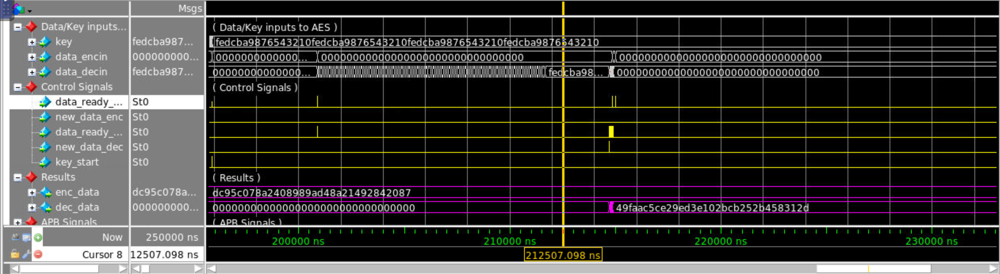 Msgs
Data/Key inputs... ( Data/Key inputs to AES )
key fedcba987... fedcba9876543210fedcba9876543210fedcba9876543210fedcba9876543210
data_encin 000000000... 0000000000000... 00000000000000000000000000000000 00000000000000000000000000000000
data_decin fedcba987... 0000000000000... fedcba98... 00000000000000000000000000000000
Control Signals ( Control Signals )
data_ready_... St0
new_data_enc St0
data_ready_... St0
new_data_dec St0
key_start St0
Results ( Results )
enc_data dc95c078a... dc95c078a2408989ad48a21492842087
dec_data 000000000... 00000000000000000000000000000000 49faac5ce29ed3e102bcb252b458312d
APB Signals ( APB Signals )
Now 250000 ns 200000 ns 210000 ns 220000 ns 230000 ns
Cursor 8 12507.098 ns 212507.098 ns